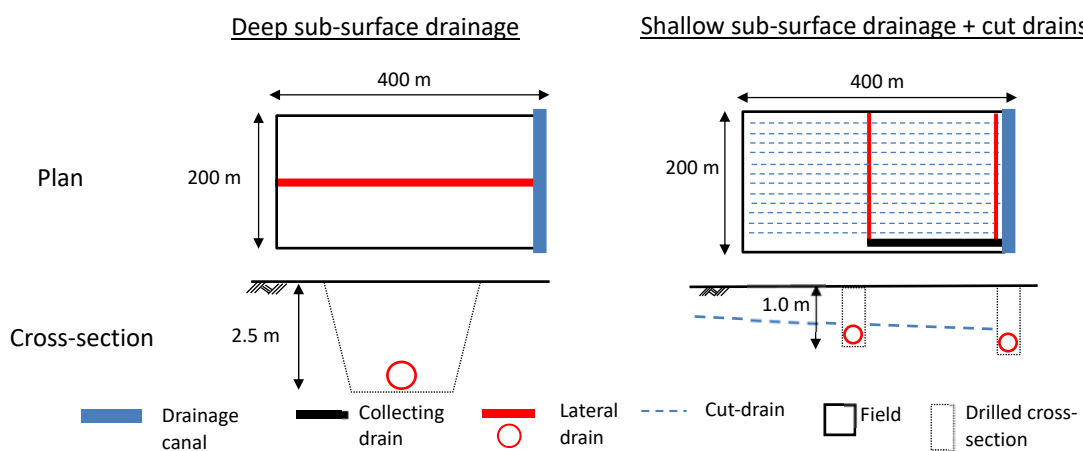 Deep sub-surface drainage
Shallow sub-surface drainage + cut drains
400 m
400 m
Plan
200 m
200 m
Cross-section
2.5 m
1.0 m
Drainage
canal
Collecting
drain
Lateral
drain
Cut-drain
Field
Drilled cross-
section